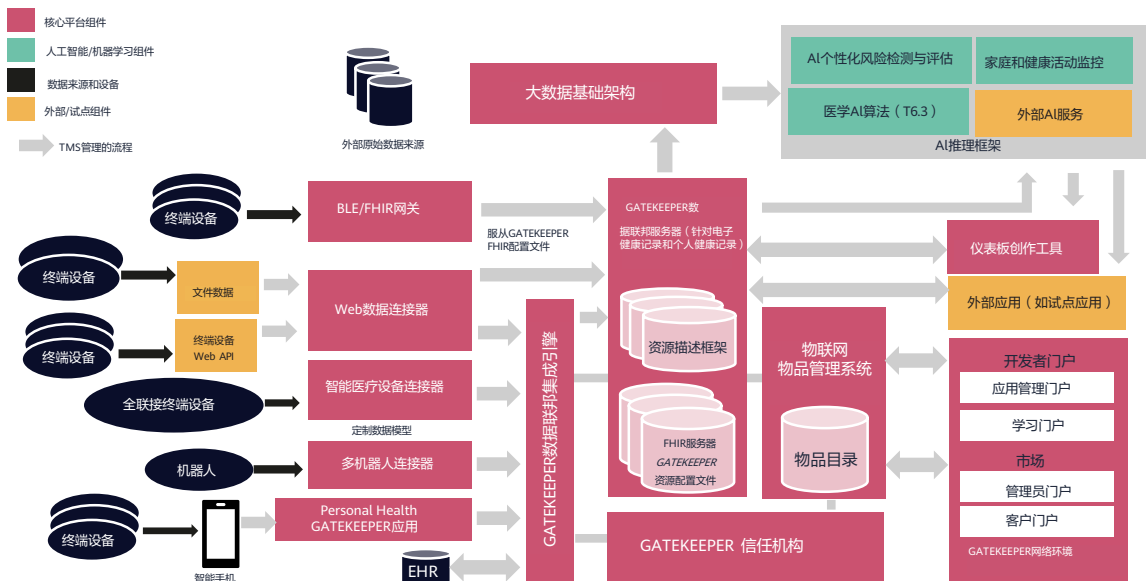 核心平台组件
人工智能/机器学习组件
数据来源和设备
外部/试点组件
TMS管理的流程
外部原始数据来源
大数据基础架构
AI个性化风险检测与评估
家庭和健康活动监控
医学AI算法（T6.3）
外部AI服务
AI推理框架
终端设备
BLE/FHIR网关
服从GATEKEEPER
FHIR配置文件
GATEKEEPER数
据联邦服务器（针对电子
健康记录和个人健康记录）
仪表板创作工具
终端设备
文件数据
Web数据连接器
外部应用（如试点应用）
终端设备
终端设备
Web API
资源描述框架
物联网
物品管理系统
开发者门户
应用管理门户
学习门户
全联接终端设备
智能医疗设备连接器
定制数据模型
GATEKEEPER数据联邦集成引擎
FHIR服务器
GATEKEEPER
资源配置文件
物品目录
市场
管理员门户
客户门户
GATEKEEPER网络环境
机器人
多机器人连接器
终端设备
智能手机
Personal Health
GATEKEEPER应用
EHR
GATEKEEPER 信任机构